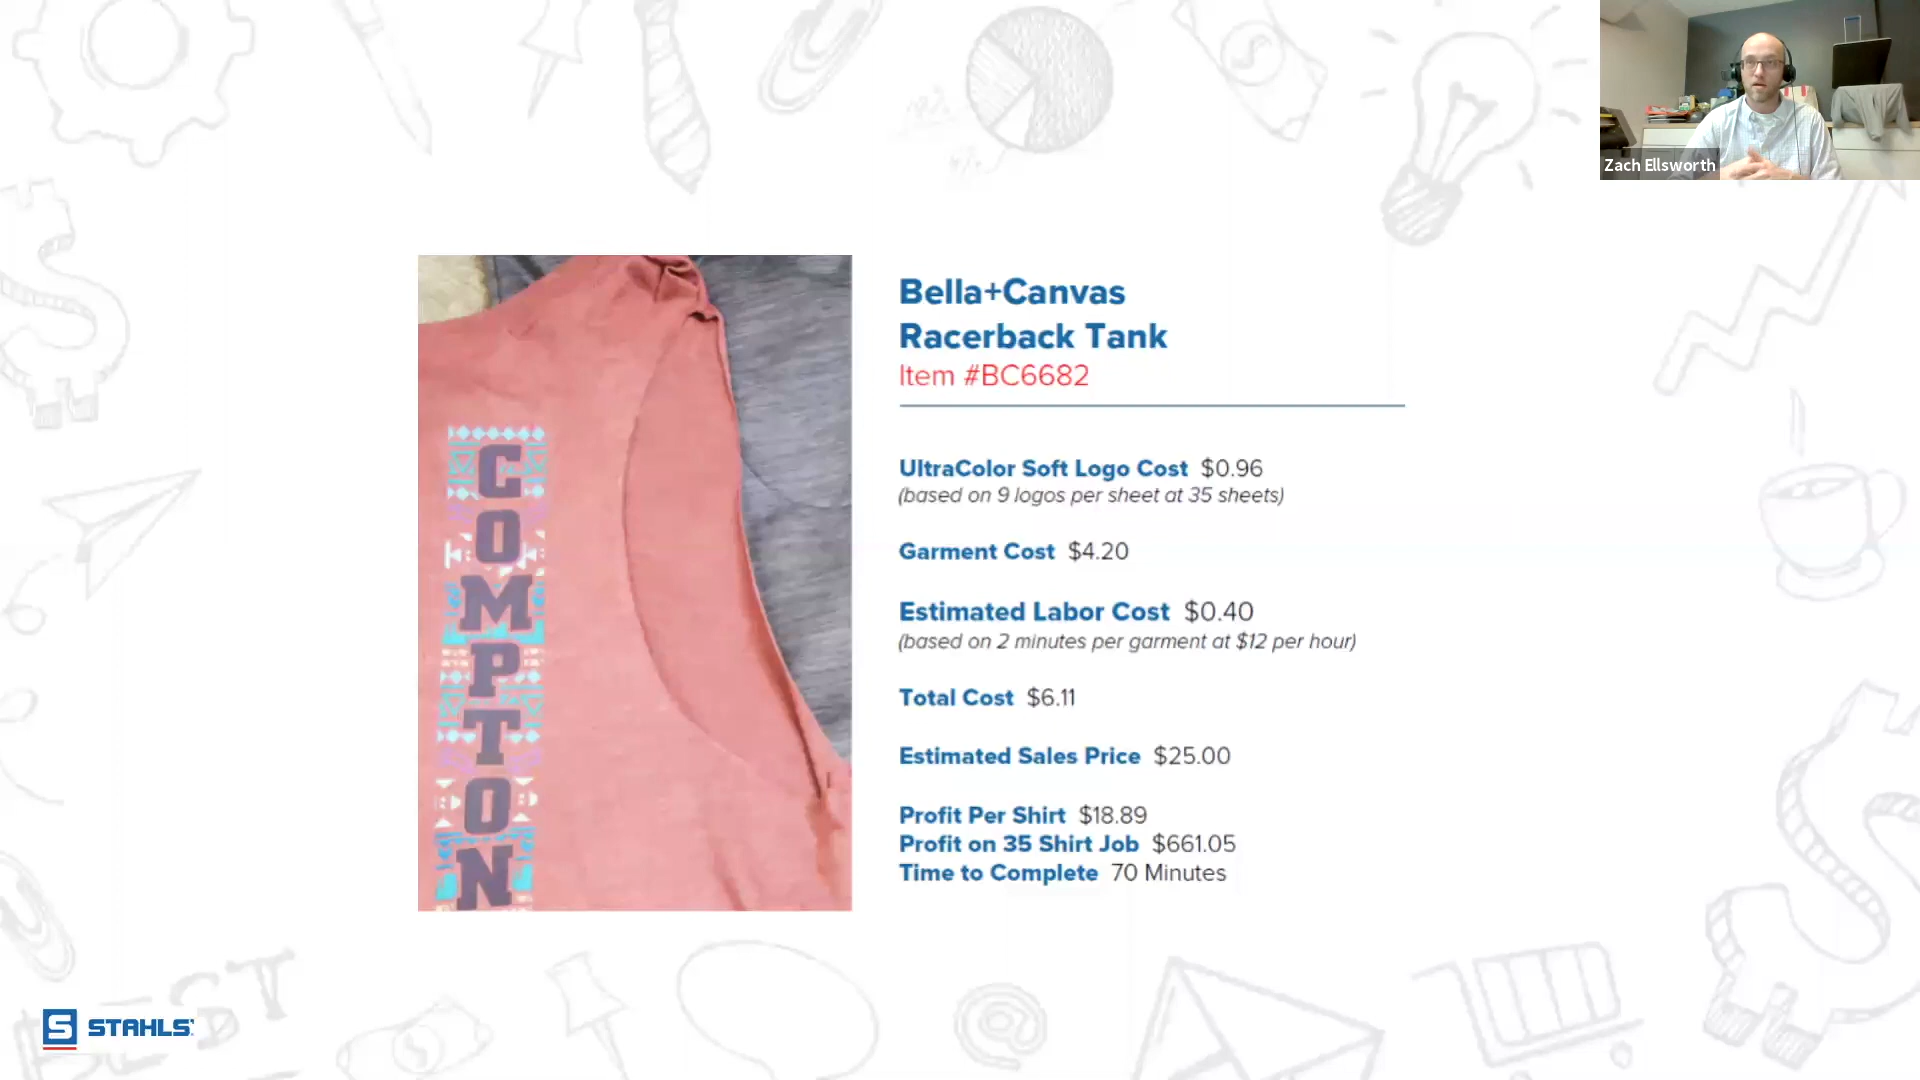 Zach Ellsworth
Bella+Canvas
Racerback Tank
Item #BC6682
UltraColor Soft Logo Cost $0.96
(based on 9 logos per sheet at 35 sheets)
Garment Cost $4.20
Estimated Labor Cost $0.40
(based on 2 minutes per garment at $12 per hour)
Total Cost $6.11
Estimated Sales Price $25.00
Profit Per Shirt $18.89
Profit on 35 Shirt Job $661.05
Time to Complete 70 Minutes
COMPTON
S STAHLS'